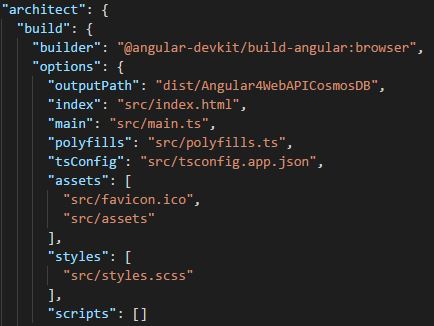 "architect": {
"build": {
"builder": "@angular-devkit/build-angular:browser",
"options": {
"outputPath": "dist/Angular4WebAPICosmosDB",
"index": "src/index.html",
"main": "src/main.ts",
"polyfills": "src/polyfills.ts",
"tsConfig": "src/tsconfig.app.json",
"assets": [
"src/favicon.ico",
"src/assets"
],
"styles": [
"src/styles.scss"
],
"scripts": []